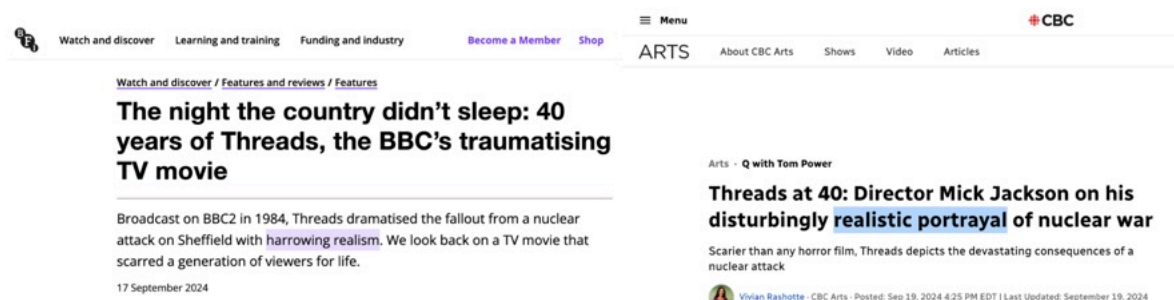 BFI
Watch and discover Learning and training Funding and industry Become a Member Shop
Watch and discover / Features and reviews / Features
The night the country didn’t sleep: 40
years of Threads, the BBC’s traumatising
TV movie
Broadcast on BBC2 in 1984, Threads dramatised the fallout from a nuclear
attack on Sheffield with harrowing realism. We look back on a TV movie that
scarred a generation of viewers for life.
17 September 2024
Menu
CBC
ARTS About CBC Arts Shows Video Articles
Arts · Q with Tom Power
Threads at 40: Director Mick Jackson on his
disturbingly realistic portrayal of nuclear war
Scarier than any horror film, Threads depicts the devastating consequences of a
nuclear attack
Vivian Rashotte · CBC Arts · Posted: Sep 19, 2024 4:25 PM EDT | Last Updated: September 19, 2024